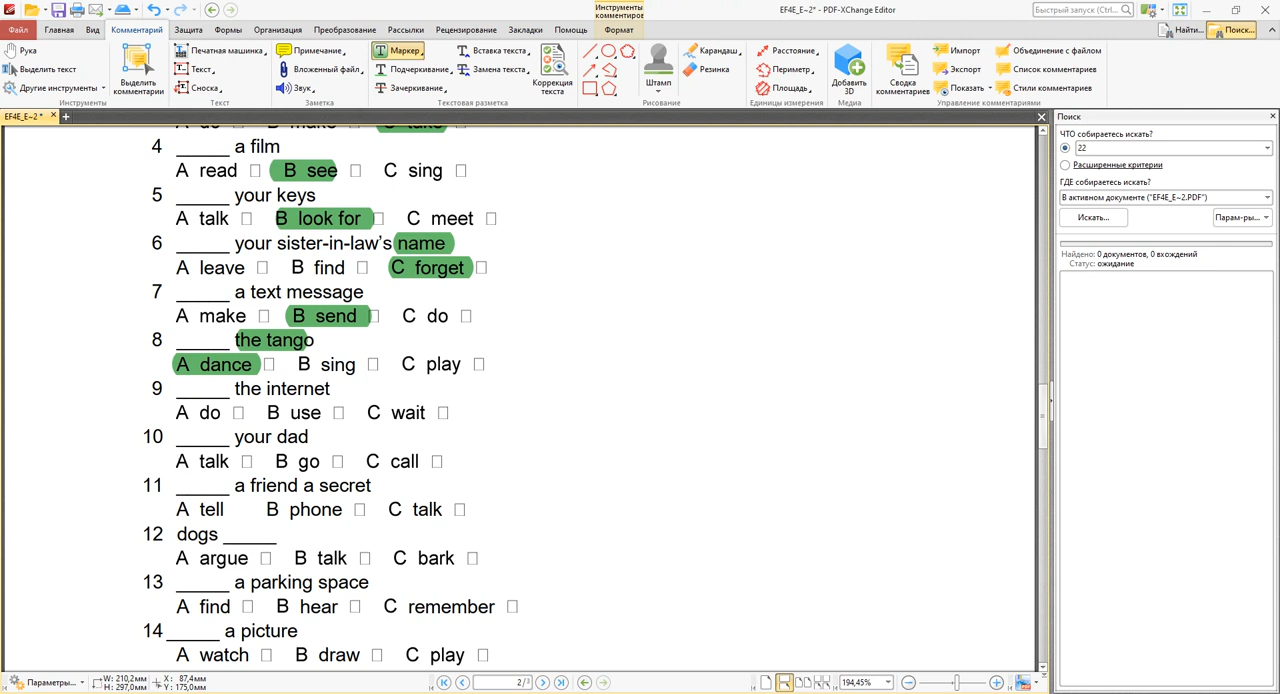 Инструменты комментиров
EF4E_E~2* - PDF-XChange Editor
Быстрый запуск (Ctrl...
Файл Главная Вид Комментарий Защита Формы Организация Преобразование Рассылки Рецензирование Закладки Помощь Формат Найти... Поиск...
Рука
Выделить текст
Другие инструменты
Инструменты
Выделить комментарии
Печатная машинка
Текст
Сноска
Текст
Примечание
Вложенный файл
Звук
Заметка
Маркер
Подчеркивание
Зачеркивание
Вставка текста
Замена текста
Коррекция текста
Текстовая разметка
Карандаш
Резинка
Штамп
Рисование
Расстояние
Периметр
Площадь
Единицы измерения
Добавить 3D
Медиа
Сводка комментариев
Импорт
Экспорт
Показать
Объединение с файлом
Список комментариев
Стили комментариев
Управление комментариями
EF4E_E~2 *
4 _____ a film
A read B see C sing
5 _____ your keys
A talk B look for C meet
6 _____ your sister-in-law's name
A leave B find C forget
7 _____ a text message
A make B send C do
8 _____ the tango
A dance B sing C play
9 _____ the internet
A do B use C wait
10 _____ your dad
A talk B go C call
11 _____ a friend a secret
A tell B phone C talk
12 dogs _____
A argue B talk C bark
13 _____ a parking space
A find B hear C remember
14 _____ a picture
A watch B draw C play
Поиск
ЧТО собираетесь искать?
22
Расширенные критерии
ГДЕ собираетесь искать?
В активном документе ("EF4E_E~2.PDF")
Искать... Парам-ры...
Найдено: 0 документов, 0 вхождений
Статус: ожидание
Параметры...
W: 210,2мм
H: 297,0мм
X: 87,4мм
Y: 175,0мм
194,45%